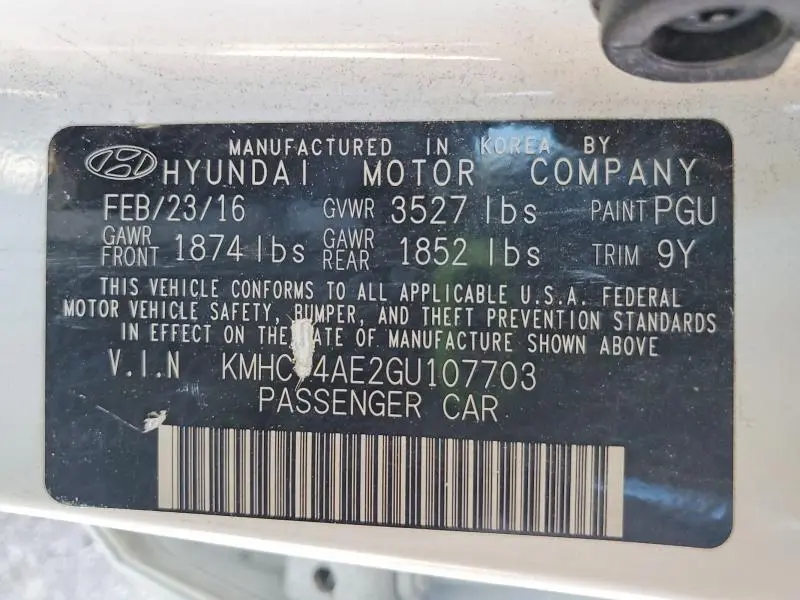 MANUFACTURED IN KOREA BY
HYUNDAI MOTOR COMPANY
FEB/23/16 GVWR 3527 lbs PAINT PGU
GAWR FRONT 1874 lbs GAWR REAR 1852 lbs TRIM 9Y
THIS VEHICLE CONFORMS TO ALL APPLICABLE U.S.A. FEDERAL
MOTOR VEHICLE SAFETY, BUMPER, AND THEFT PREVENTION STANDARDS
IN EFFECT ON THE DATE OF MANUFACTURE SHOWN ABOVE
V.I.N
PASSENGER CAR